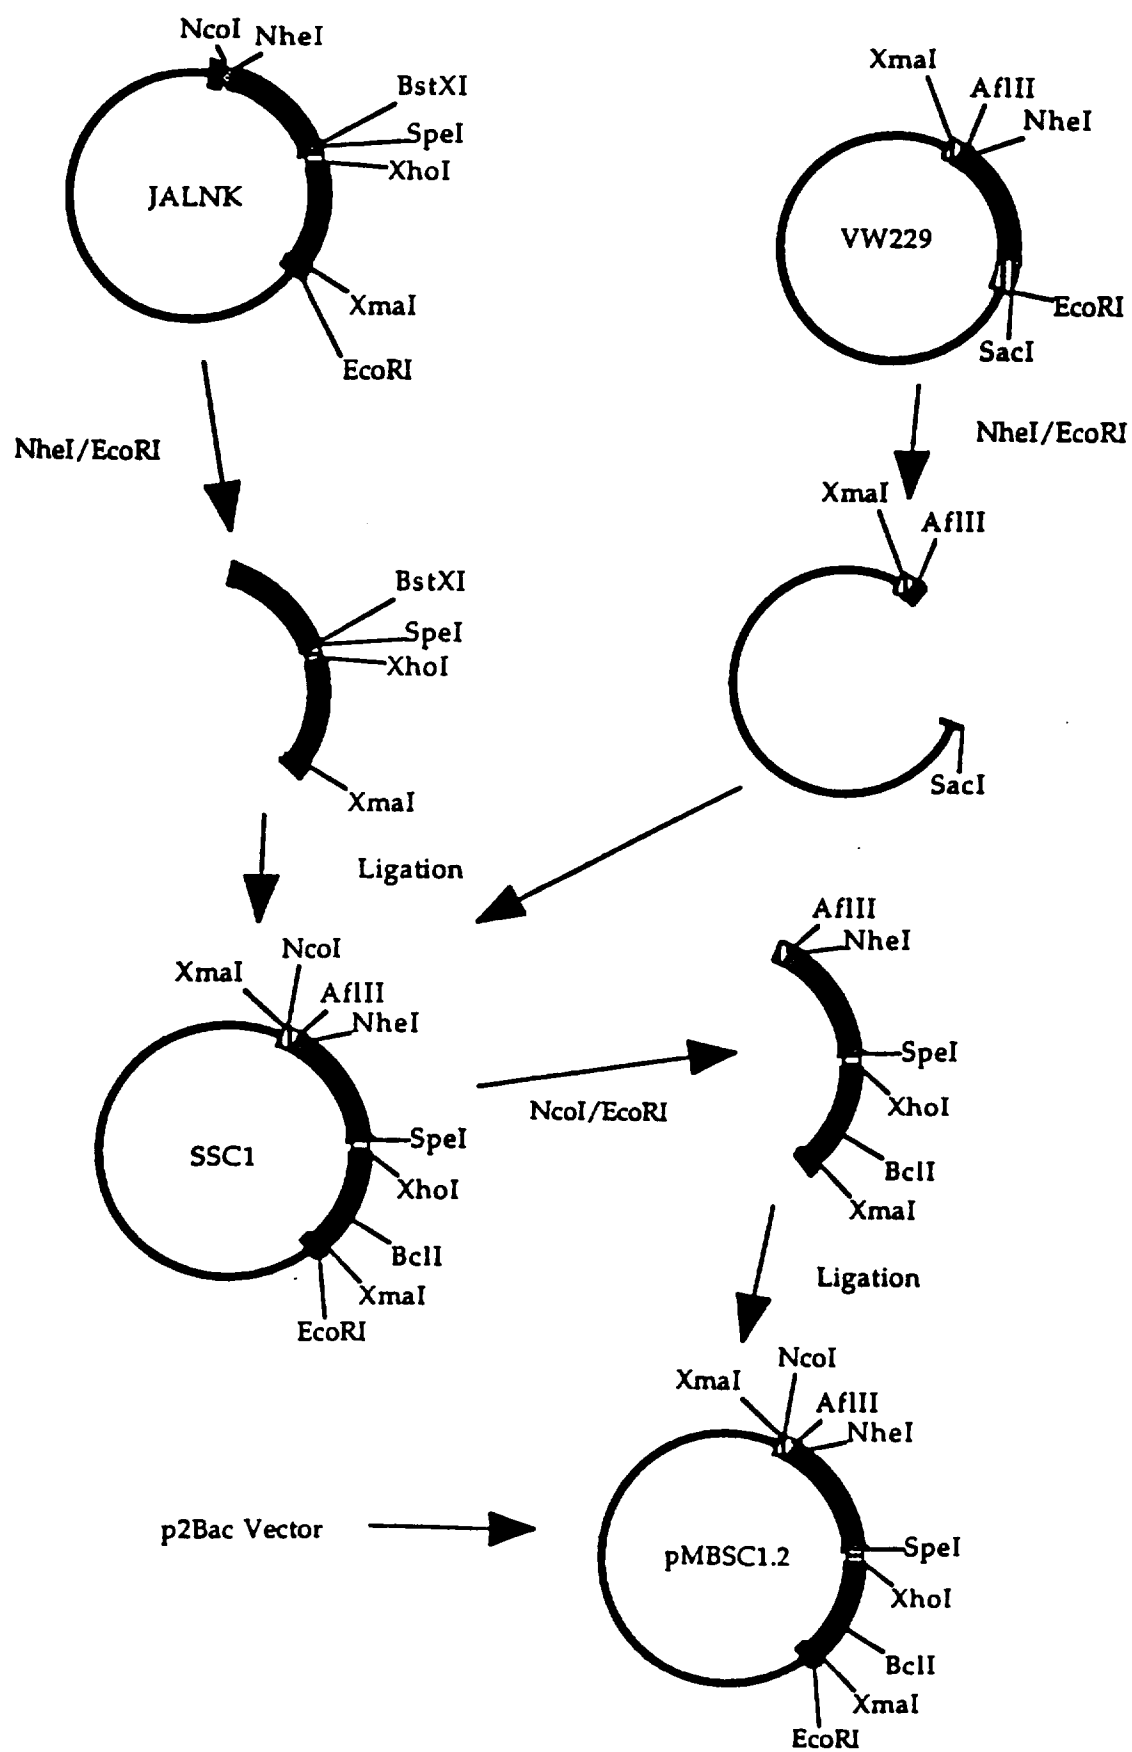 NcoI
NheI
BstXI
SpeI
XhoI
JALNK
XmaI
EcoRI
XmaI
AflII
NheI
VW229
EcoRI
SacI
NheI/EcoRI
NheI/EcoRI
BstXI
SpeI
XhoI
XmaI
XmaI
AflII
SacI
Ligation
XmaI
NcoI
AflII
NheI
SSC1
SpeI
XhoI
BclI
XmaI
EcoRI
NcoI/EcoRI
AflII
NheI
SpeI
XhoI
BclI
XmaI
Ligation
p2Bac Vector
XmaI
NcoI
AflII
NheI
pMBSC1.2
SpeI
XhoI
BclI
XmaI
EcoRI